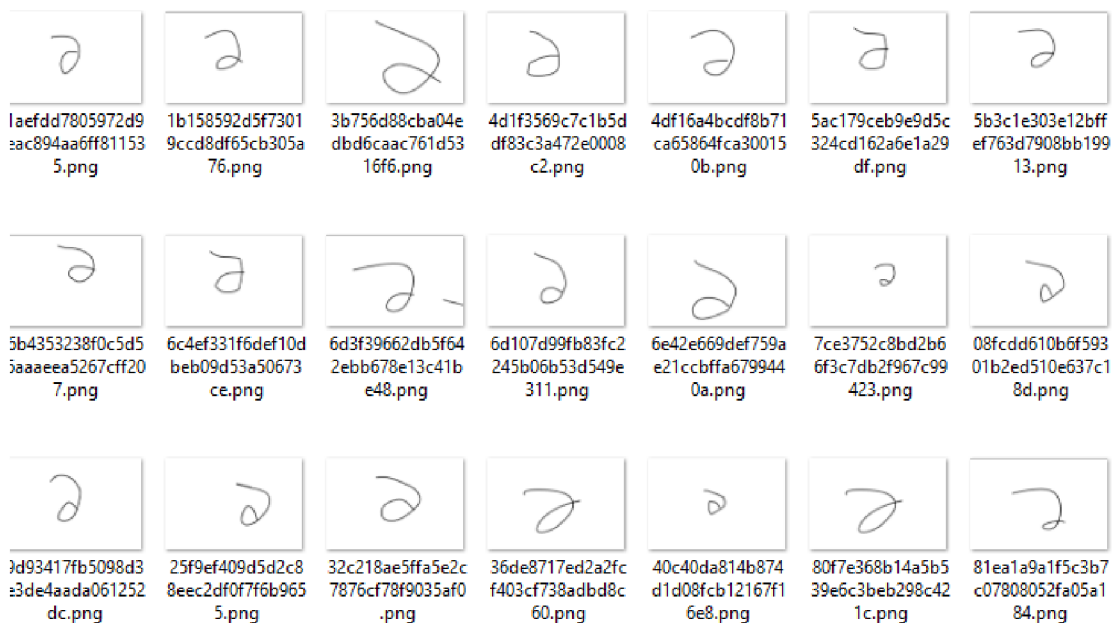 1aefdd7805972d9 1b158592d5f7301 3b756d88cba04e 4d1f3569c7c1b5d 4df16a4bcdf8b71 5ac179ceb9e9d5c 5b3c1e303e12bff
eac894aa6ff81153 9ccd8df65cb305a dbd6caac761d53 df83c3a472e0008 ca65864fca30015 324cd162a6e1a29 ef763d7908bb199
5.png 76.png 16f6.png c2.png 0b.png df.png 13.png
6b4353238f0c5d5 6c4ef331f6def10d 6d3f39662db5f64 6d107d99fb83fc2 6e42e669def759a 7ce3752c8bd2b6 08fcdd610b6f593
beb09d53a50673 2ebb678e13c41b 245b06b53d549e e21ccbffa679944 6f3c7db2f967c99 01b2ed510e637c1
7.png ce.png e48.png 311.png 0a.png 423.png 8d.png
9d93417fb5098d3 25f9ef409d5d2c8 32c218ae5ffa5e2c 36de8717ed2a2fc 40c40da814b874 80f7e368b14a5b5 81ea1a9a1f5c3b7
e3de4aada061252 8eec2df0f7f6b965 7876cf78f9035af0 f403cf738adbd8c d1d08fcb12167f1 39e6c3beb298c42 c07808052fa05a1
dc.png 5.png .png 60.png 6e8.png 1c.png 84.png